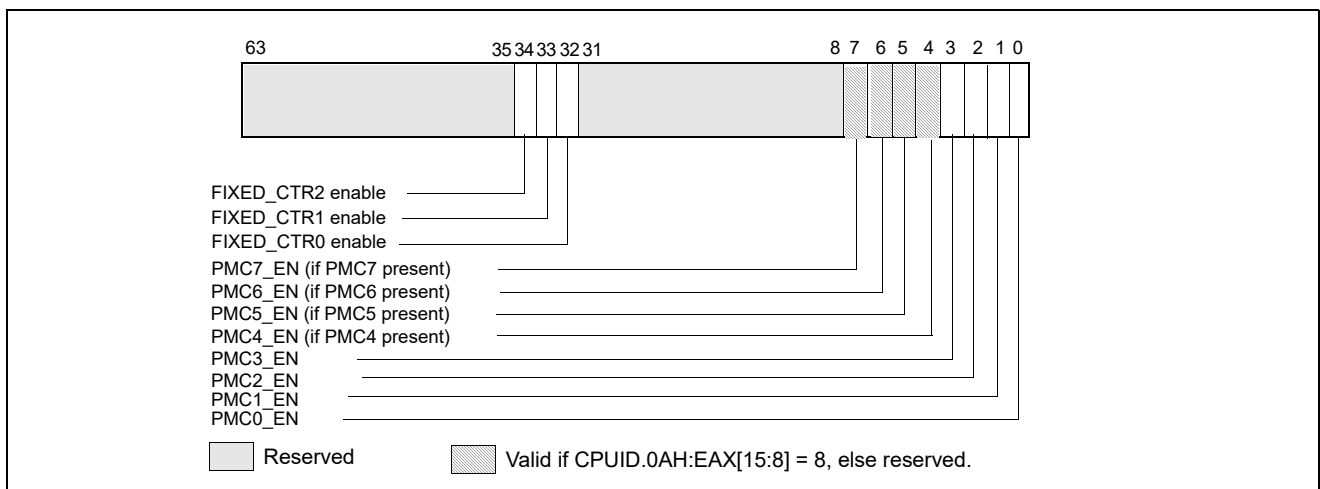 63 35 34 33 32 31 8 7 6 5 4 3 2 1 0
FIXED_CTR2 enable
FIXED_CTR1 enable
FIXED_CTR0 enable
PMC7_EN (if PMC7 present)
PMC6_EN (if PMC6 present)
PMC5_EN (if PMC5 present)
PMC4_EN (if PMC4 present)
PMC3_EN
PMC2_EN
PMC1_EN
PMC0_EN
Reserved Valid if CPUID.0AH:EAX[15:8] = 8, else reserved.